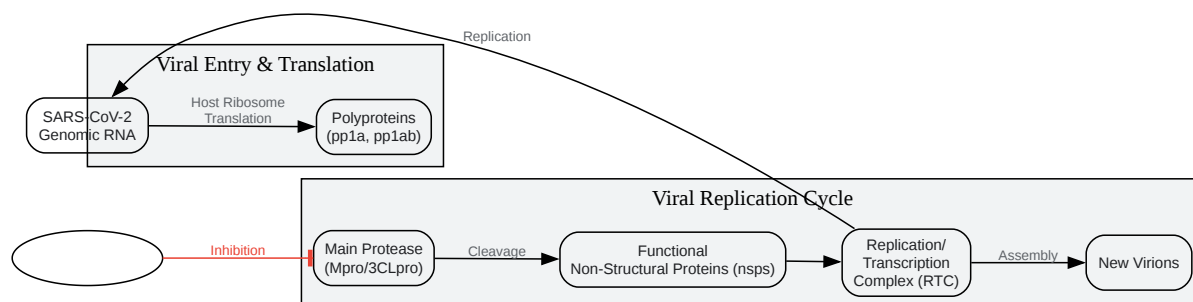 Replication
Viral Entry & Translation
SARS-CoV-2
Genomic RNA
Host Ribosome
Translation
Polyproteins
(pp1a, pp1ab)
Viral Replication Cycle
Inhibition
Main Protease
(Mpro/3CLpro)
Cleavage
Functional
Non-Structural Proteins (nsps)
Replication/
Transcription
Complex (RTC)
Assembly
New Virions